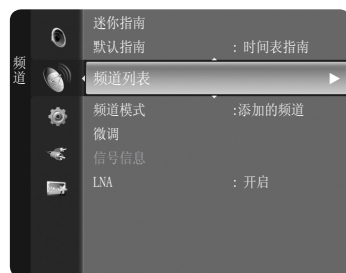 频道
迷你指南
默认指南 : 时间表指南
频道列表
频道模式 :添加的频道
微调
信号信息
LNA : 开启